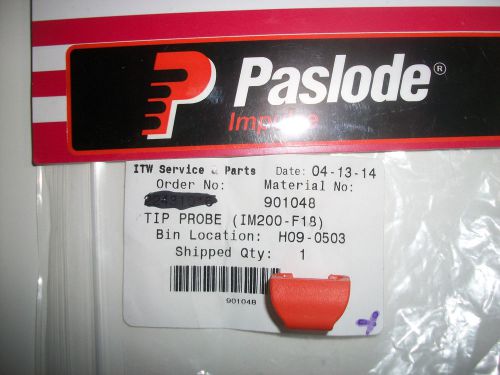 Paslode®
Impulse
ITW Service & Parts Date: 04-13-14
Order No: Material No:
901048
TIP PROBE (IM200-F18)
Bin Location: H09-0503
Shipped Qty: 1
901048